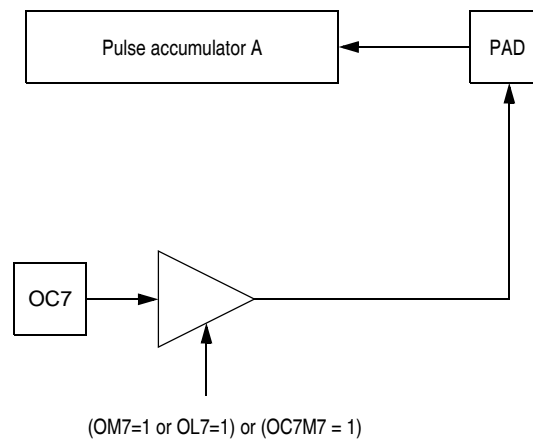 Pulse accumulator A
PAD
OC7
(OM7=1 or OL7=1) or (OC7M7 = 1)